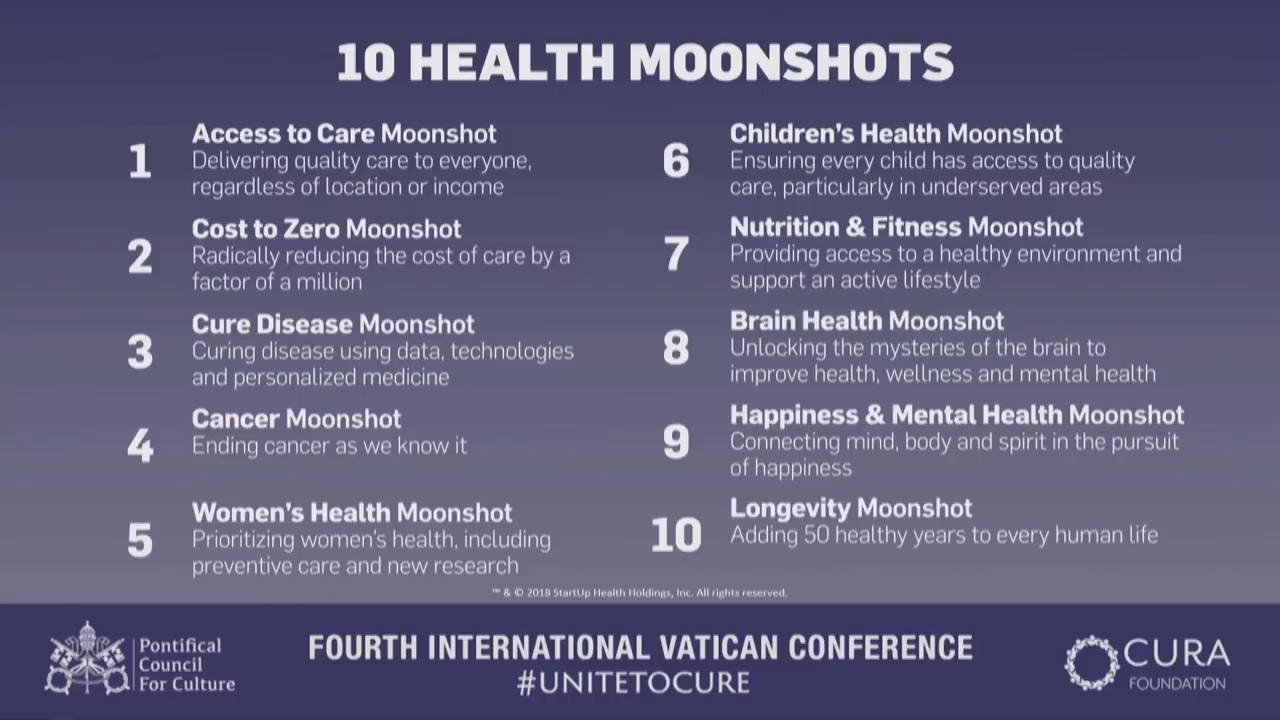 10 HEALTH MOONSHOTS
1
Access to Care Moonshot
Delivering quality care to everyone,
regardless of location or income
2
Cost to Zero Moonshot
Radically reducing the cost of care by a
factor of a million
3
Cure Disease Moonshot
Curing disease using data, technologies
and personalized medicine
4
Cancer Moonshot
Ending cancer as we know it
5
Women's Health Moonshot
Prioritizing women's health, including
preventive care and new research
6
Children's Health Moonshot
Ensuring every child has access to quality
care, particularly in underserved areas
7
Nutrition & Fitness Moonshot
Providing access to a healthy environment and
support an active lifestyle
8
Brain Health Moonshot
Unlocking the mysteries of the brain to
improve health, wellness and mental health
9
Happiness & Mental Health Moonshot
Connecting mind, body and spirit in the pursuit
of happiness
10
Longevity Moonshot
Adding 50 healthy years to every human life
™ & © 2018 StartUp Health Holdings, Inc. All rights reserved.
Pontifical
Council
For Culture
FOURTH INTERNATIONAL VATICAN CONFERENCE
#UNITETOCURE
CURA
FOUNDATION